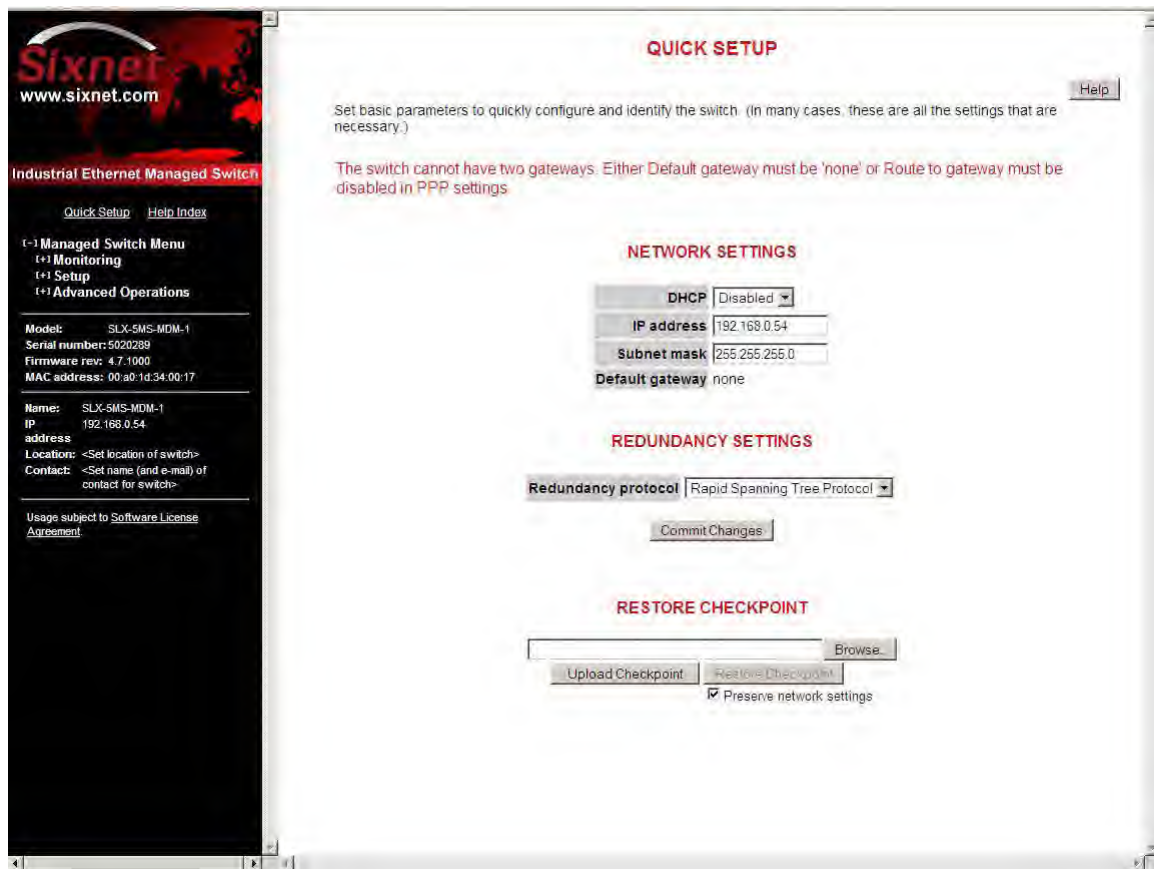 Sixnet
www.sixnet.com
Industrial Ethernet Managed Switch
Quick Setup Help Index
[-] Managed Switch Menu
[+] Monitoring
[+] Setup
[+] Advanced Operations
Model: SLX-5MS-MDM-1
Serial number: 5020289
Firmware rev: 4.7.1000
MAC address: 00:a0:1d:34:00:17
Name: SLX-5MS-MDM-1
IP address 192.168.0.54
Location: <Set location of switch>
Contact: <Set name (and e-mail) of
contact for switch>
Usage subject to Software License
Agreement.
QUICK SETUP
Help
Set basic parameters to quickly configure and identify the switch. (In many cases, these are all the settings that are
necessary.)
The switch cannot have two gateways. Either Default gateway must be 'none' or Route to gateway must be
disabled in PPP settings
NETWORK SETTINGS
DHCP Disabled
IP address 192.168.0.54
Subnet mask 255.255.255.0
Default gateway none
REDUNDANCY SETTINGS
Redundancy protocol Rapid Spanning Tree Protocol
Commit Changes
RESTORE CHECKPOINT
Browse...
Upload Checkpoint Restore Checkpoint
Preserve network settings